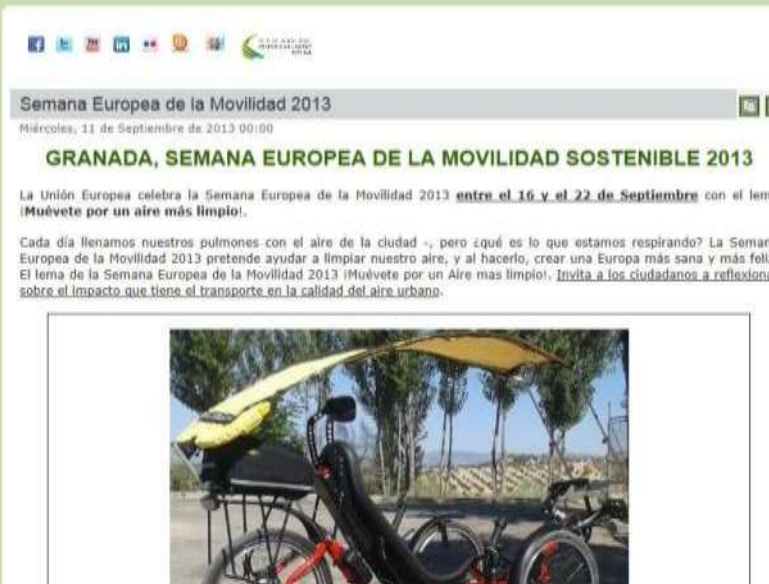 Semana Europea de la Movilidad 2013
Miércoles, 11 de Septiembre de 2013 00:00
GRANADA, SEMANA EUROPEA DE LA MOVILIDAD SOSTENIBLE 2013
La Unión Europea celebra la Semana Europea de la Movilidad 2013 entre el 16 y el 22 de Septiembre con el lem
¡Muévete por un aire más limpio!.
Cada día llenamos nuestros pulmones con el aire de la ciudad -, pero ¿qué es lo que estamos respirando? La Seman
Europea de la Movilidad 2013 pretende ayudar a limpiar nuestro aire, y al hacerlo, crear una Europa más sana y más feli
El lema de la Semana Europea de la Movilidad 2013 ¡Muévete por un Aire mas limpio!. Invita a los ciudadanos a reflexiona
sobre el impacto que tiene el transporte en la calidad del aire urbano.